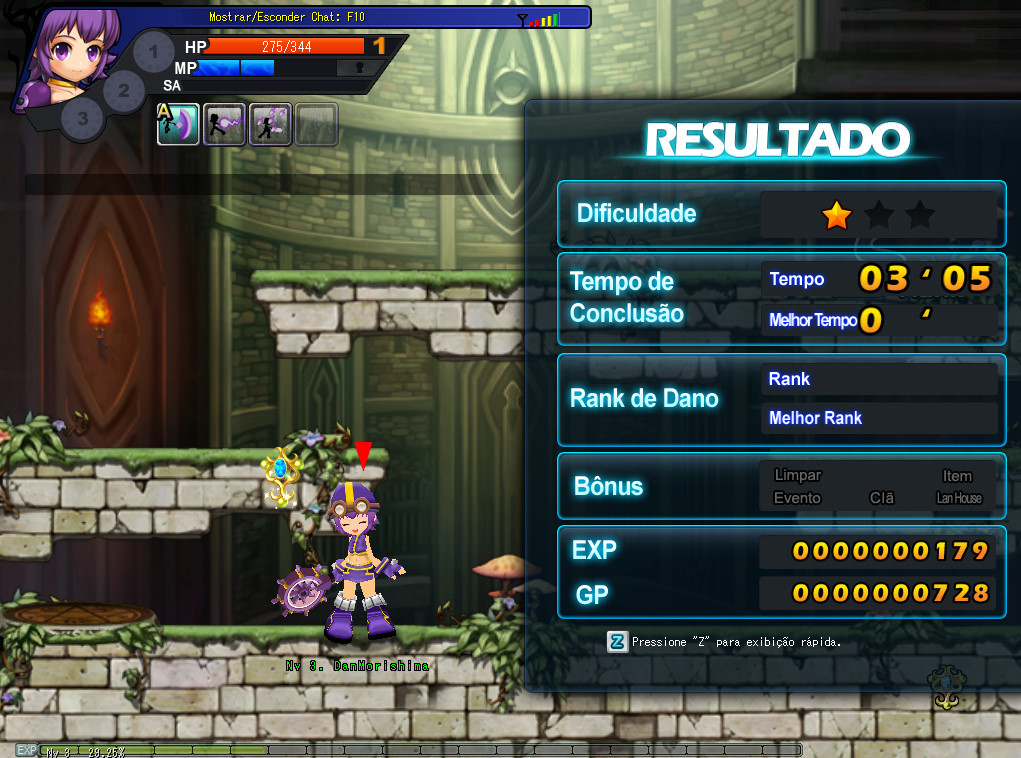 Mostrar/Esconder Chat: F10
HP 275/344 1
MP
SA
1
2
3
A
RESULTADO
Dificuldade
Tempo de Conclusão
Tempo 03 ‘ 05
Melhor Tempo 0 ‘
Rank de Dano
Rank
Melhor Rank
Bônus
Limpar Item
Evento Clã Lan House
EXP 0000000179
GP 0000000728
Z Pressione "Z" para exibição rápida.
Nv 3. DanMorishima
EXP Nv 3 29.25%